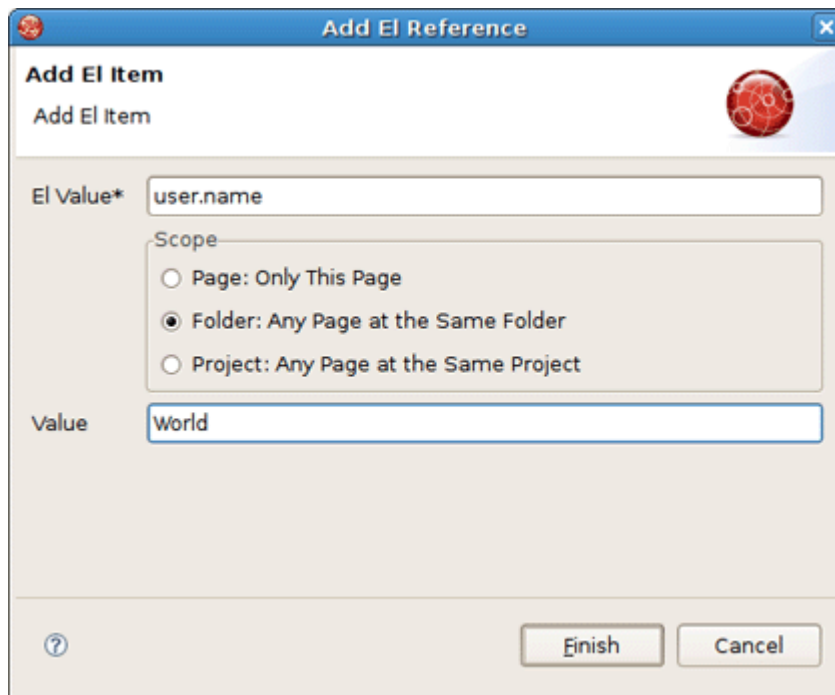 Add El Reference
Add El Item
Add El Item
El Value* user.name
Scope
Page: Only This Page
Folder: Any Page at the Same Folder
Project: Any Page at the Same Project
Value World
Finish Cancel